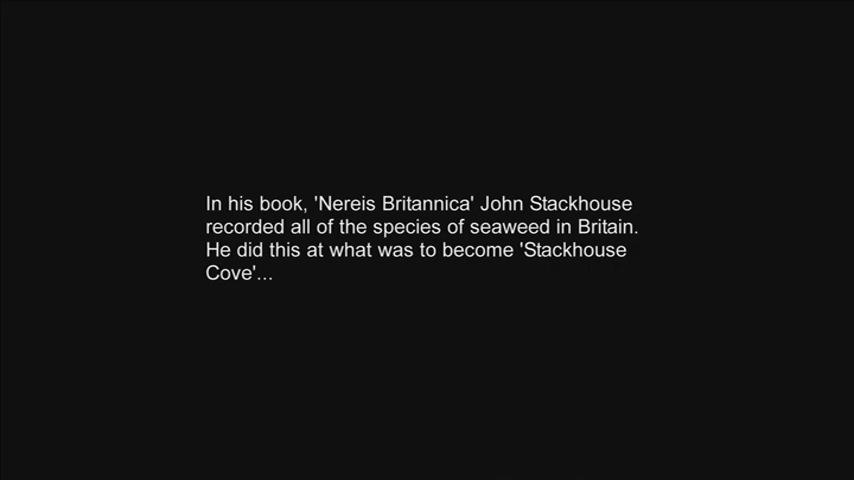 In his book, 'Nereis Britannica' John Stackhouse
recorded all of the species of seaweed in Britain.
He did this at what was to become 'Stackhouse
Cove'...